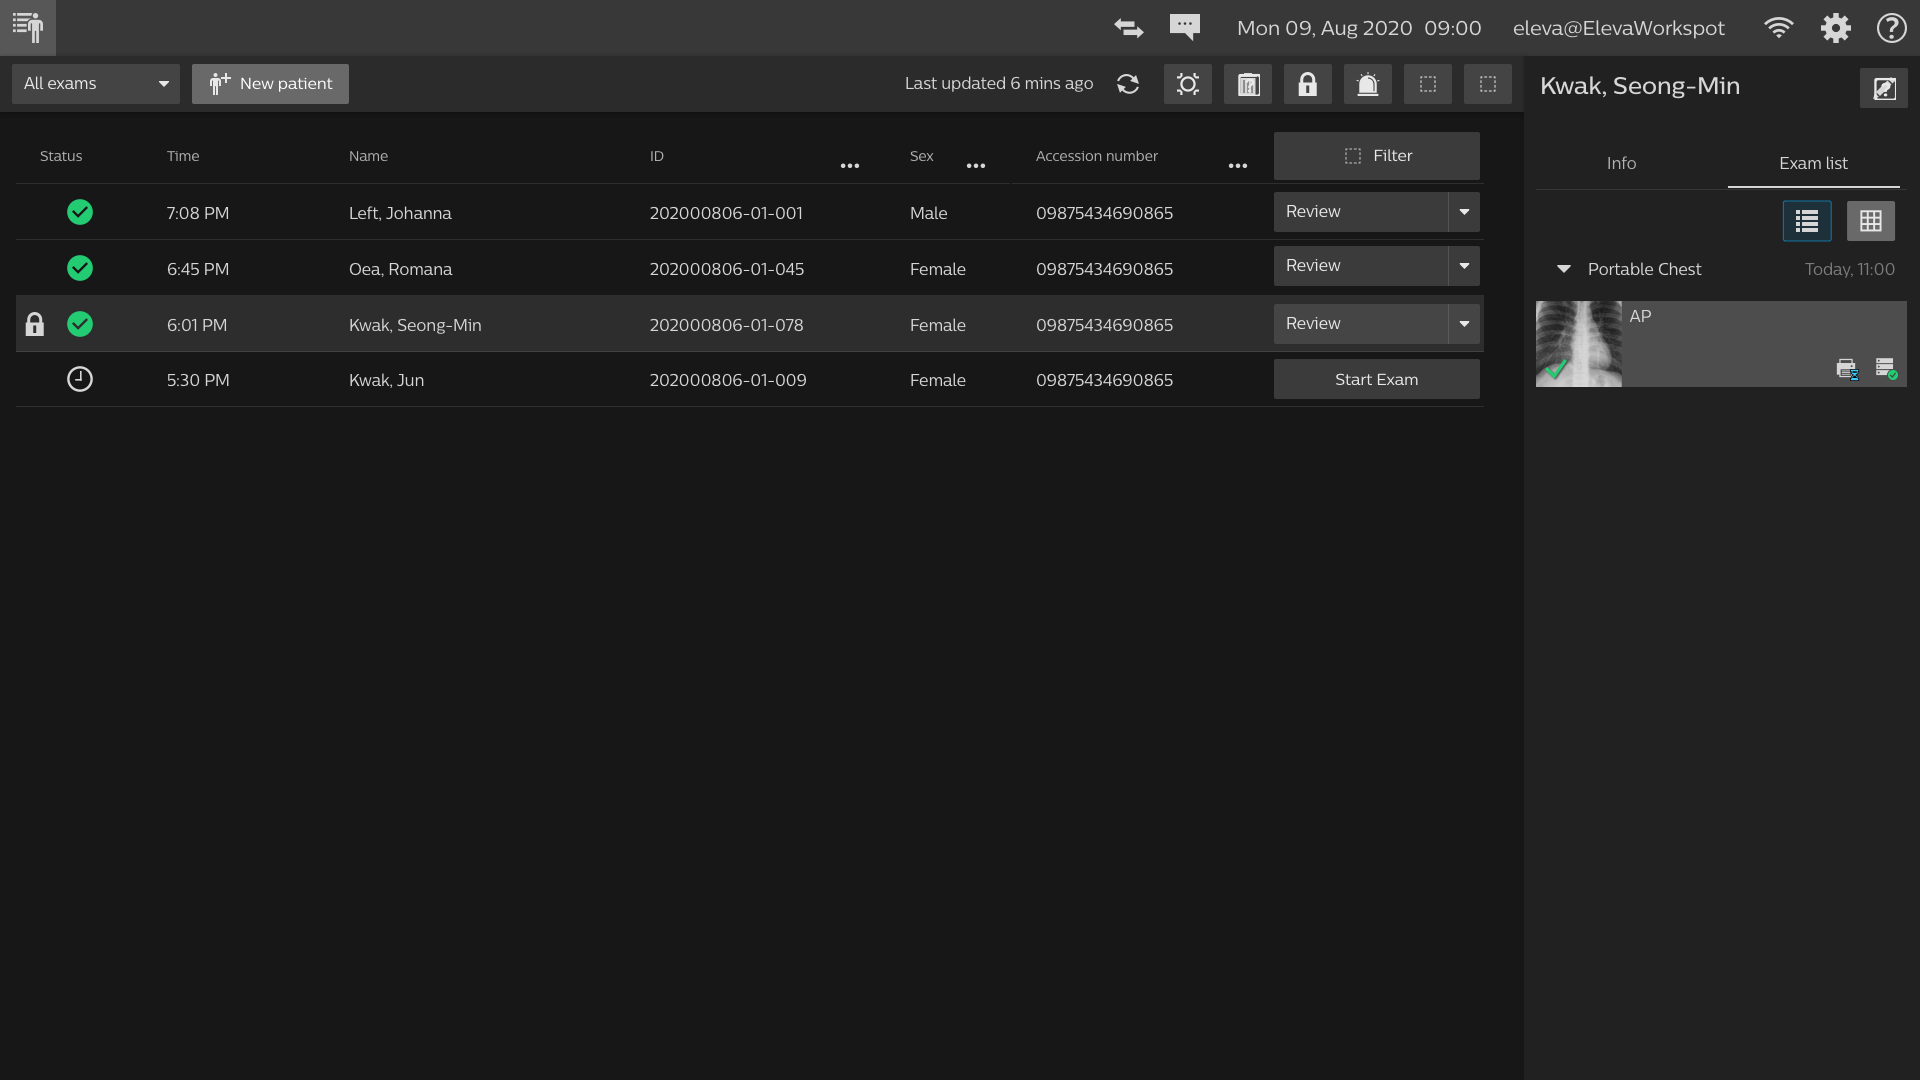 Mon 09, Aug 2020 09:00 eleva@ElevaWorkspot
All exams New patient Last updated 6 mins ago
Status Time Name ID Sex Accession number Filter
7:08 PM Left, Johanna 202000806-01-001 Male 09875434690865 Review
6:45 PM Oea, Romana 202000806-01-045 Female 09875434690865 Review
6:01 PM Kwak, Seong-Min 202000806-01-078 Female 09875434690865 Review
5:30 PM Kwak, Jun 202000806-01-009 Female 09875434690865 Start Exam
Kwak, Seong-Min
Info Exam list
Portable Chest Today, 11:00
AP